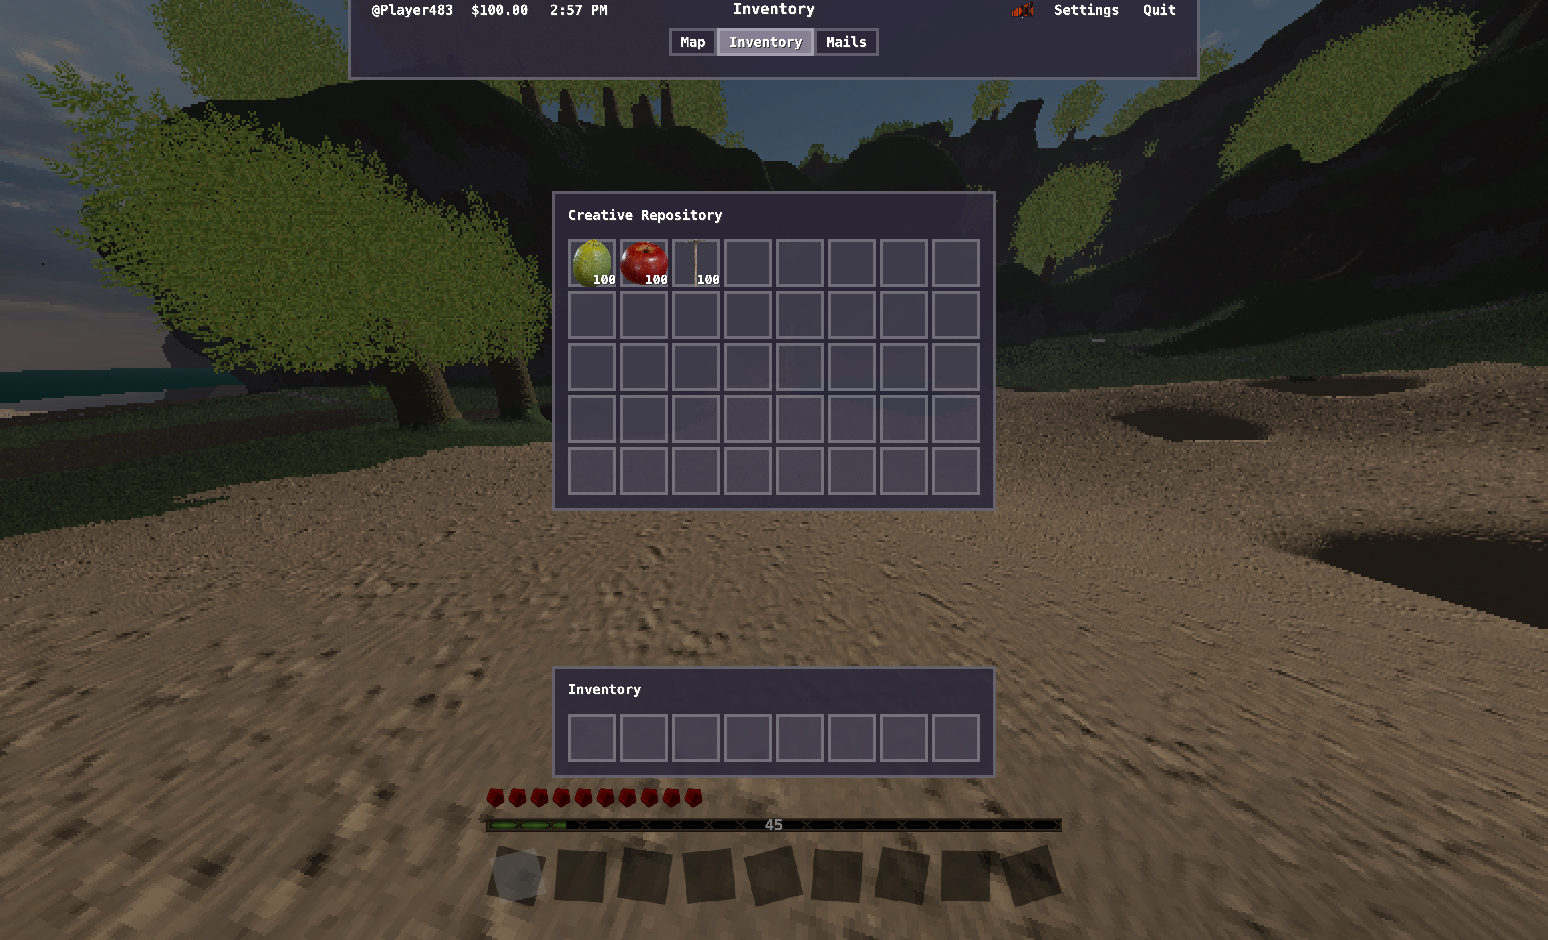 @Player483 $100.00 2:57 PM Inventory Settings Quit
Map Inventory Mails
Creative Repository
100 100 100
Inventory
45